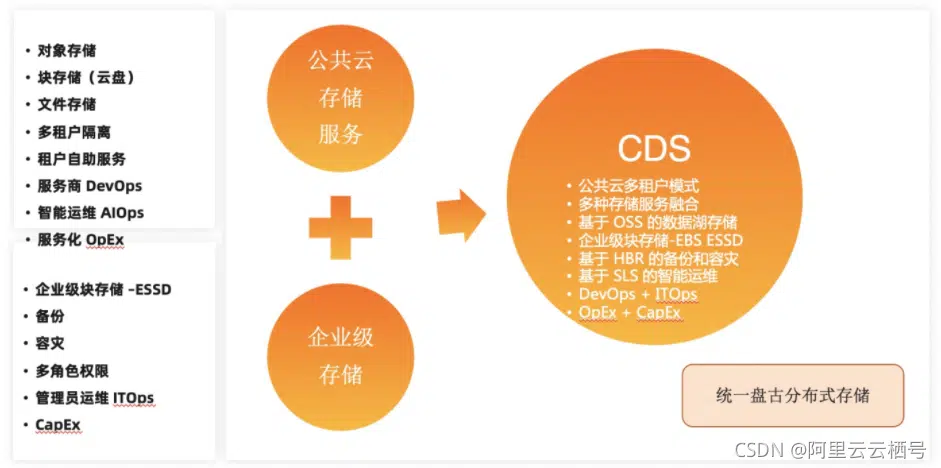 • 对象存储
• 块存储（云盘）
• 文件存储
• 多租户隔离
• 租户自助服务
• 服务商 DevOps
• 智能运维 AIOps
• 服务化 OpEx
• 企业级块存储 –ESSD
• 备份
• 容灾
• 多角色权限
• 管理员运维 ITOps
• CapEx
公共云
存储
服务
企业级
存储
CDS
• 公共云多租户模式
• 多种存储服务融合
• 基于 OSS 的数据湖存储
• 企业级块存储-EBS ESSD
• 基于 HBR 的备份和容灾
• 基于 SLS 的智能运维
• DevOps + ITOps
• OpEx + CapEx
统一盘古分布式存储
CSDN @阿里云云栖号